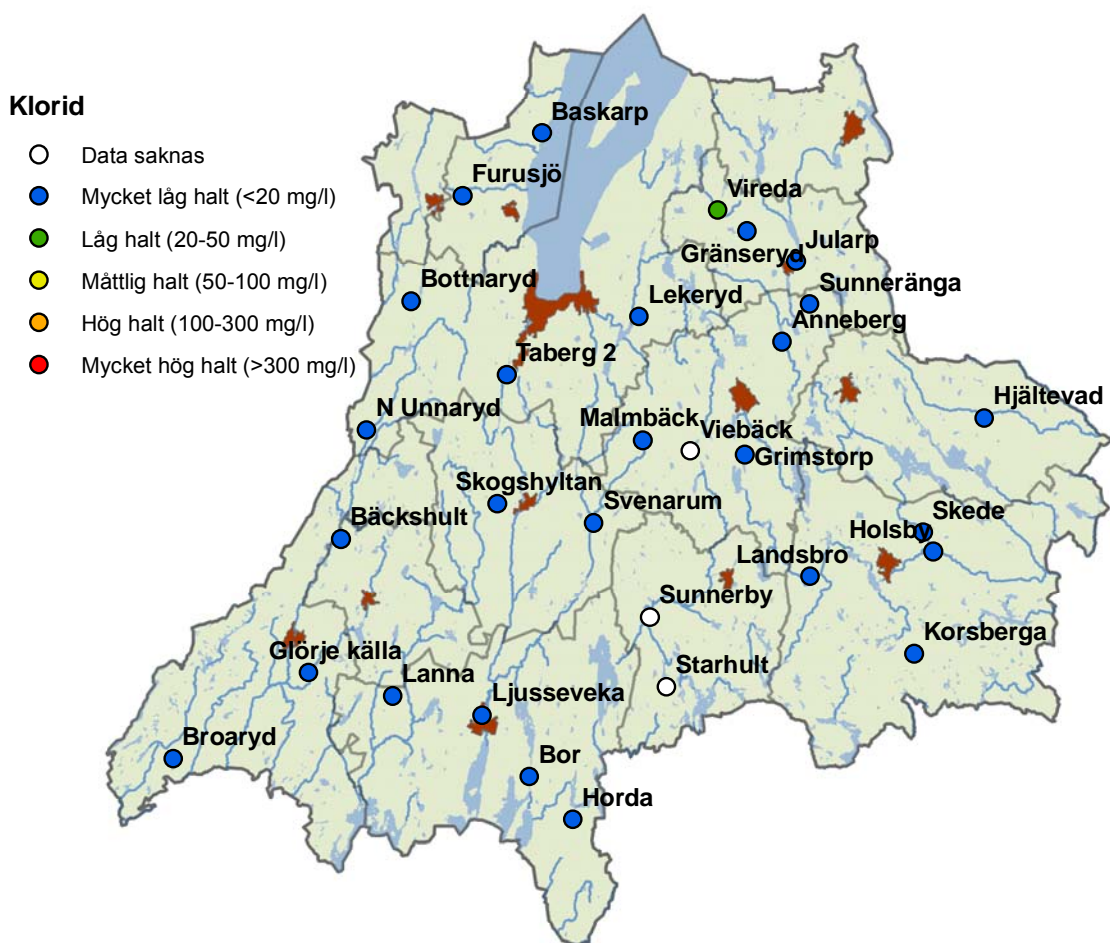 Klorid
Data saknas
Mycket låg halt (<20 mg/l)
Låg halt (20-50 mg/l)
Måttlig halt (50-100 mg/l)
Hög halt (100-300 mg/l)
Mycket hög halt (>300 mg/l)
Baskarp
Furusjö
Vireda
Gränseryd
Jularp
Bottnaryd
Lekeryd
Sunneränga
Anneberg
Taberg 2
Hjältevad
N Unnaryd
Malmbäck
Viebäck
Grimstorp
Skogshyltan
Svenarum
Bäckshult
Skede
Holsby
Landsbro
Sunnerby
Korsberga
Glörje källa
Starhult
Lanna
Ljusseveka
Broaryd
Bor
Horda